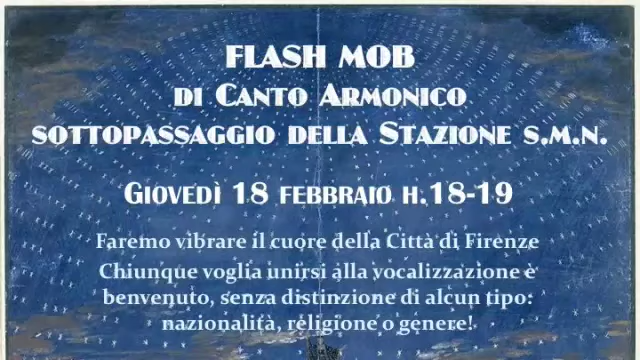 FLASH MOB
DI CANTO ARMONICO
SOTTOPASSAGGIO DELLA STAZIONE S.M.N.
GIOVEDÌ 18 FEBBRAIO H.18-19
Faremo vibrare il cuore della Città di Firenze
Chiunque voglia unirsi alla vocalizzazione è
benvenuto, senza distinzione di alcun tipo:
nazionalità, religione o genere!